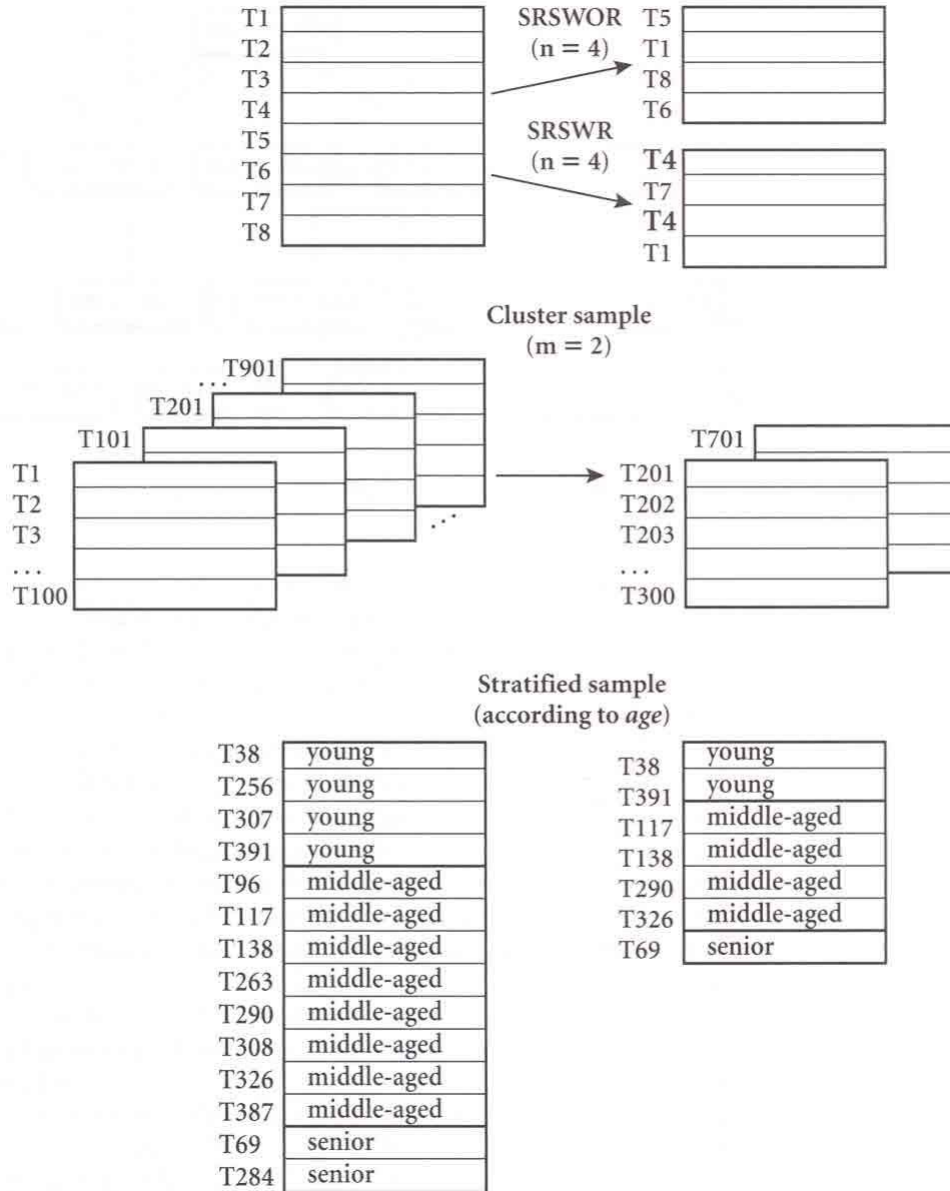 T1
T2
T3
T4
T5
T6
T7
T8
SRSWOR
(n = 4)
SRSWR
(n = 4)
T5
T1
T8
T6
T4
T7
T4
T1
Cluster sample
(m = 2)
. . . T901
T201
T101
T1
T2
T3
. . .
T100
. . .
T701
T201
T202
T203
. . .
T300
Stratified sample
(according to age)
T38 young
T256 young
T307 young
T391 young
T96 middle-aged
T117 middle-aged
T138 middle-aged
T263 middle-aged
T290 middle-aged
T308 middle-aged
T326 middle-aged
T387 middle-aged
T69 senior
T284 senior
T38 young
T391 young
T117 middle-aged
T138 middle-aged
T290 middle-aged
T326 middle-aged
T69 senior